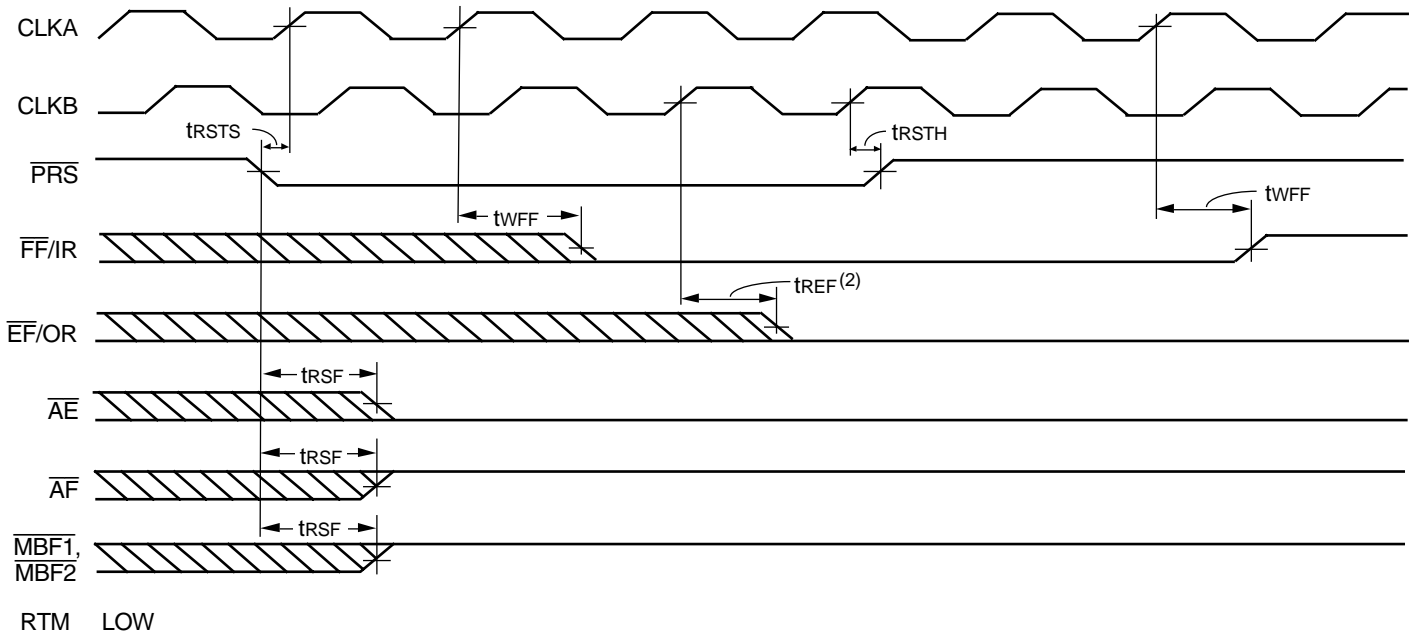 CLKA
CLKB
tRSTS
tRSTH
PRS
tWFF
tWFF
FF/IR
tREF(2)
EF/OR
tRSF
AE
tRSF
AF
tRSF
MBF1,
MBF2
RTM LOW